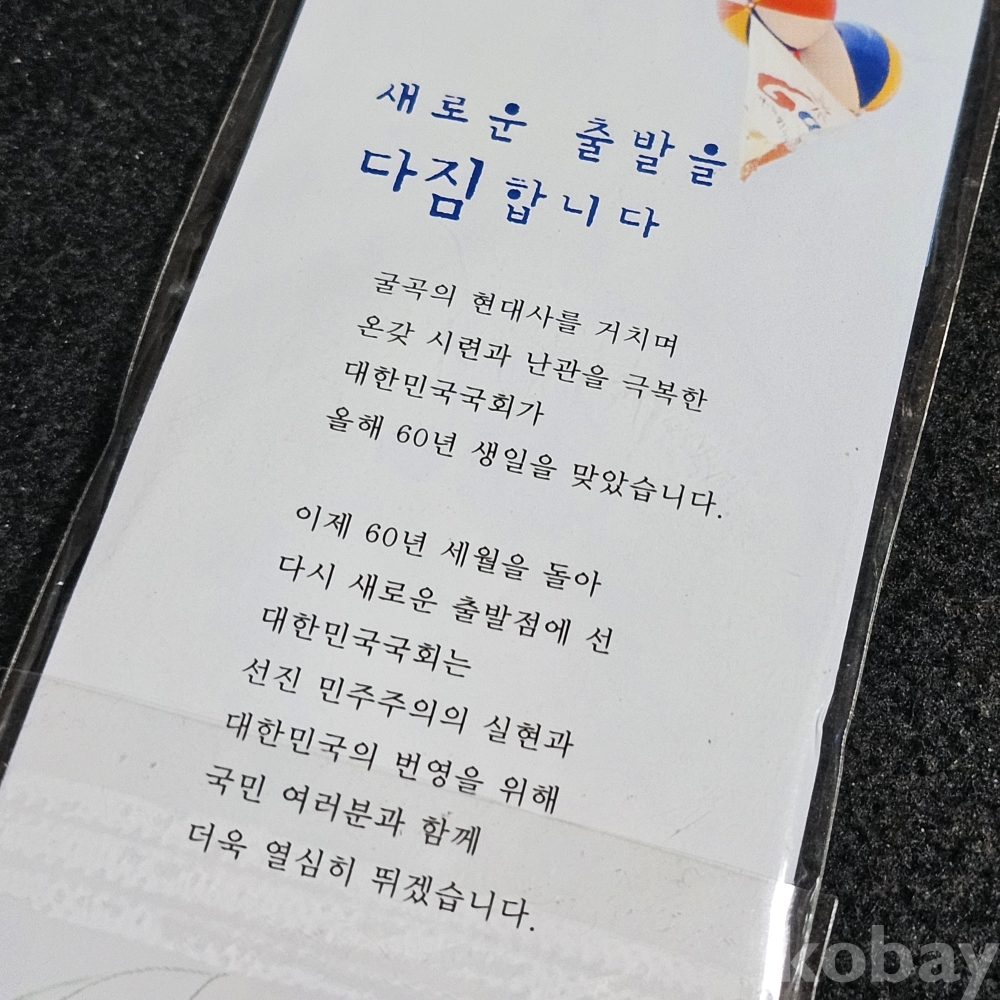 새로운 출발을
다짐합니다
굴곡의 현대사를 거치며
온갖 시련과 난관을 극복한
대한민국국회가
올해 60년 생일을 맞았습니다.
이제 60년 세월을 돌아
다시 새로운 출발점에 선
대한민국국회는
선진 민주주의의 실현과
대한민국의 번영을 위해
국민 여러분과 함께
더욱 열심히 뛰겠습니다.
kobay